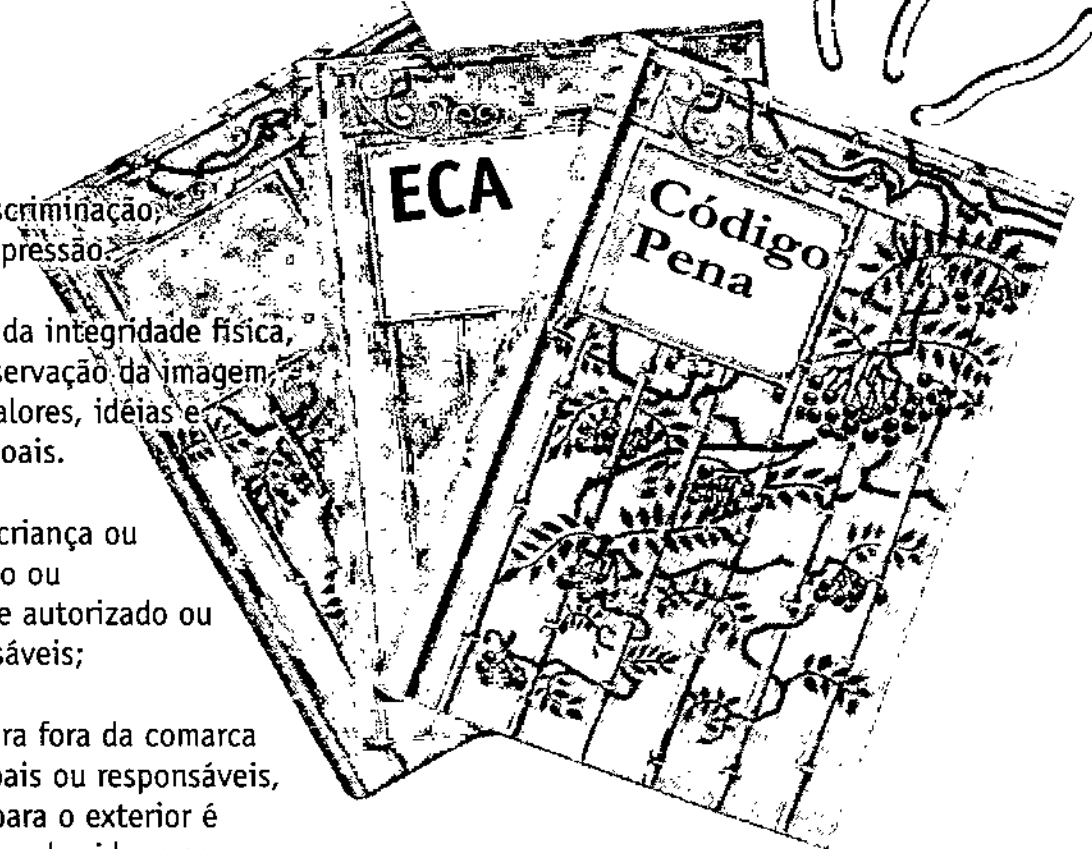 ECA
Código
Pena
scriminação,
pressão.
da integridade física,
servação da imagem,
alores, idéias e
oais.
criança ou
o ou
e autorizado ou
sáveis;
ra fora da comarca
pais ou responsáveis,
para o exterior é